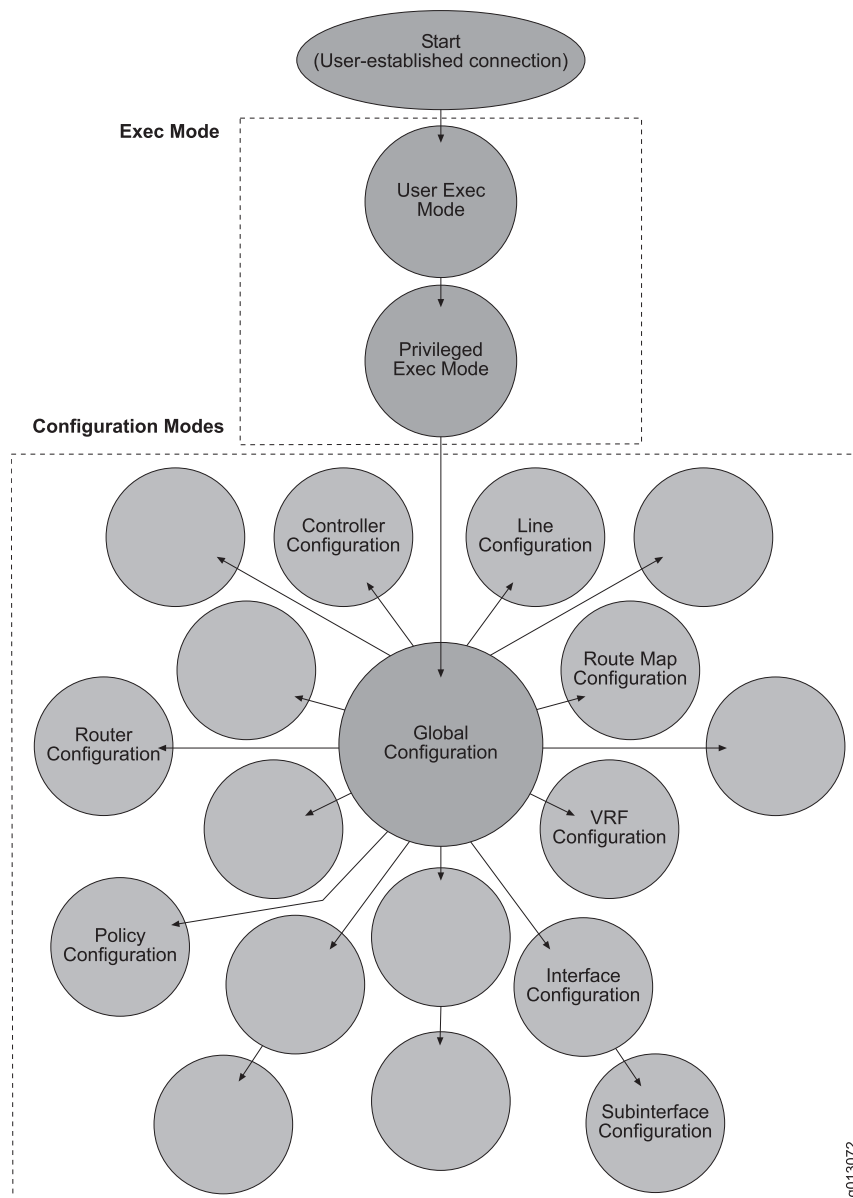 Start
(User-established connection)
Exec Mode
User Exec
Mode
Privileged
Exec Mode
Configuration Modes
Controller
Configuration
Line
Configuration
Route Map
Configuration
Router
Configuration
Global
Configuration
VRF
Configuration
Policy
Configuration
Interface
Configuration
Subinterface
Configuration
g013072